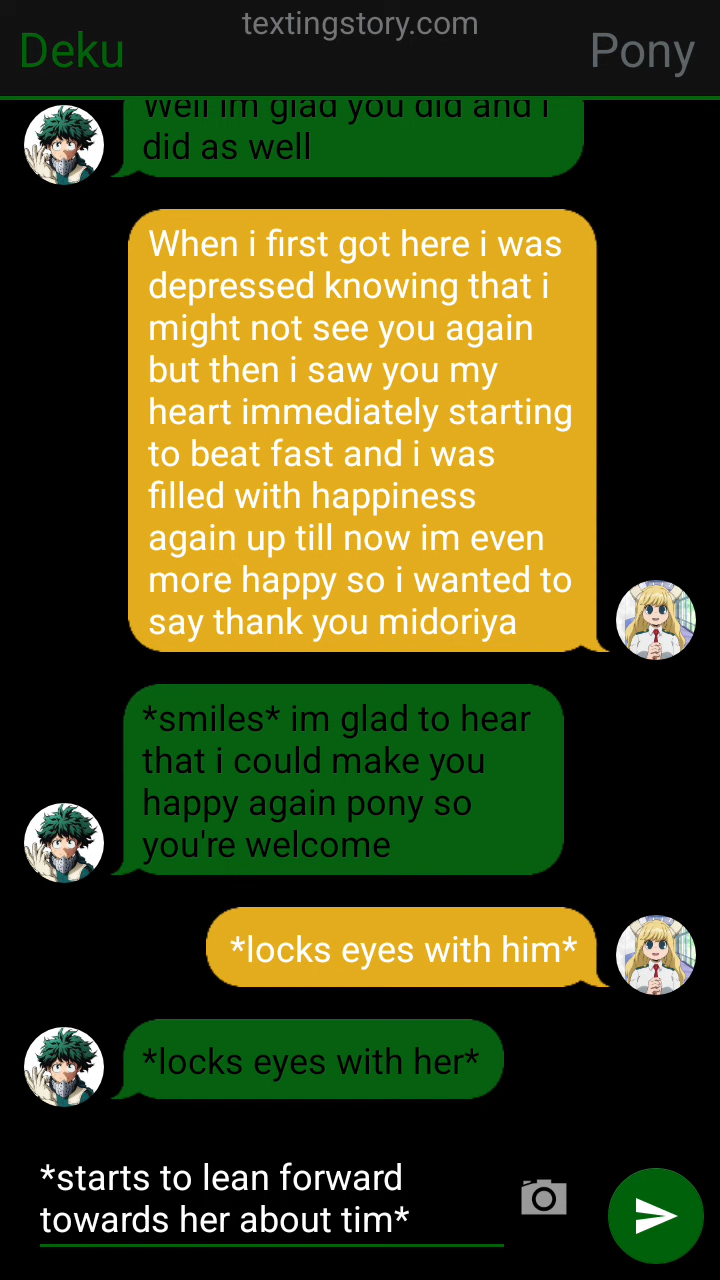 textingstory.com
Deku
Pony
Well im glad you did and i
did as well
When i first got here i was
depressed knowing that i
might not see you again
but then i saw you my
heart immediately starting
to beat fast and i was
filled with happiness
again up till now im even
more happy so i wanted to
say thank you midoriya
*smiles* im glad to hear
that i could make you
happy again pony so
you're welcome
*locks eyes with him*
*locks eyes with her*
*starts to lean forward
towards her about tim*